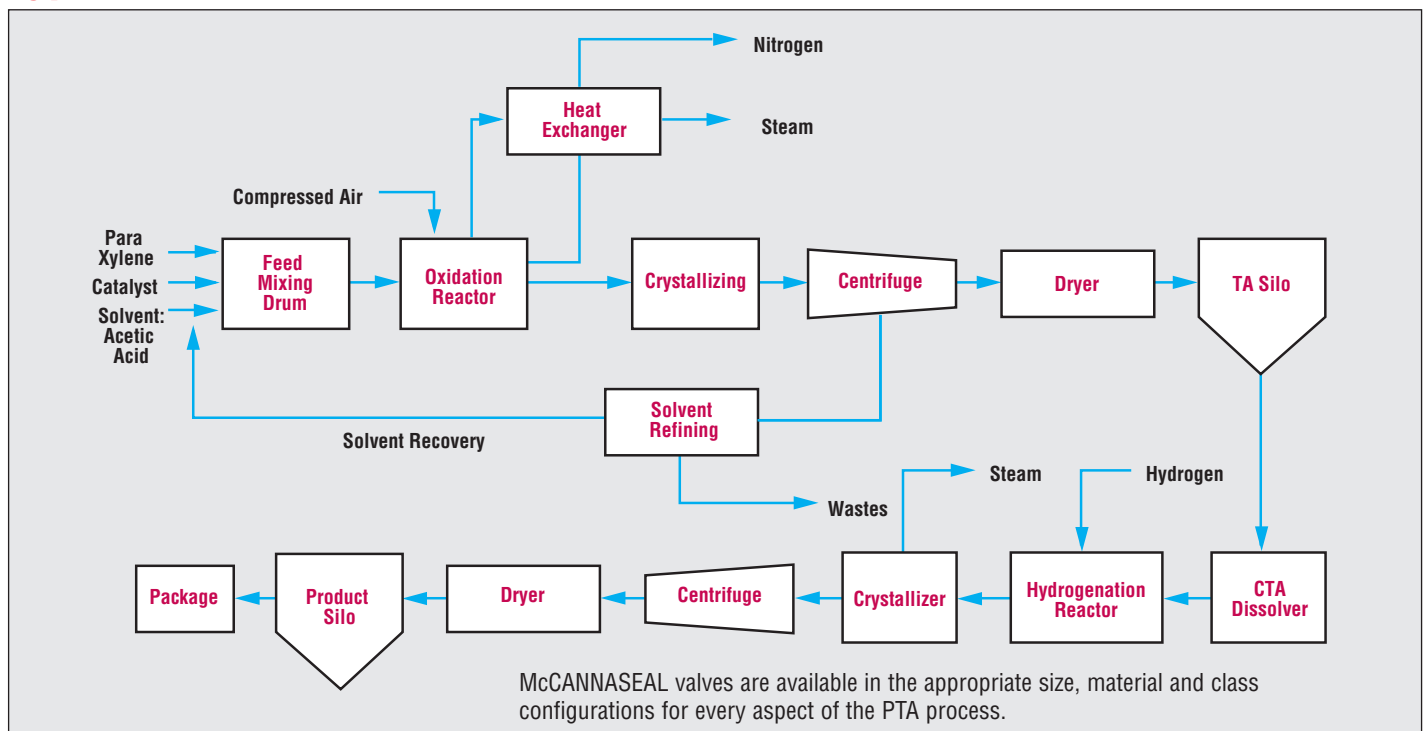 Nitrogen
Heat
Exchanger
Steam
Compressed Air
Para
Xylene
Catalyst
Solvent:
Acetic
Acid
Feed
Mixing
Drum
Oxidation
Reactor
Crystallizing
Centrifuge
Dryer
TA Silo
Solvent
Refining
Solvent Recovery
Wastes
Steam
Hydrogen
Package
Product
Silo
Dryer
Centrifuge
Crystallizer
Hydrogenation
Reactor
CTA
Dissolver
McCANNASEAL valves are available in the appropriate size, material and class
configurations for every aspect of the PTA process.